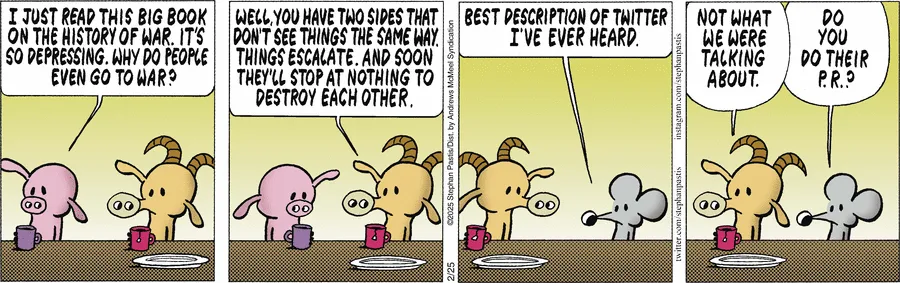 I JUST READ THIS BIG BOOK
ON THE HISTORY OF WAR. IT'S
SO DEPRESSING. WHY DO PEOPLE
EVEN GO TO WAR?
WELL, YOU HAVE TWO SIDES THAT
DON'T SEE THINGS THE SAME WAY.
THINGS ESCALATE. AND SOON
THEY'LL STOP AT NOTHING TO
DESTROY EACH OTHER.
©2025 Stephan Pastis/Dist. by Andrews McMeel Syndication
2/25
BEST DESCRIPTION OF TWITTER
I'VE EVER HEARD.
twitter.com/stephanpastis
instagram.com/stephanpastis
NOT WHAT
WE WERE
TALKING
ABOUT.
DO
YOU
DO THEIR
P.R.?